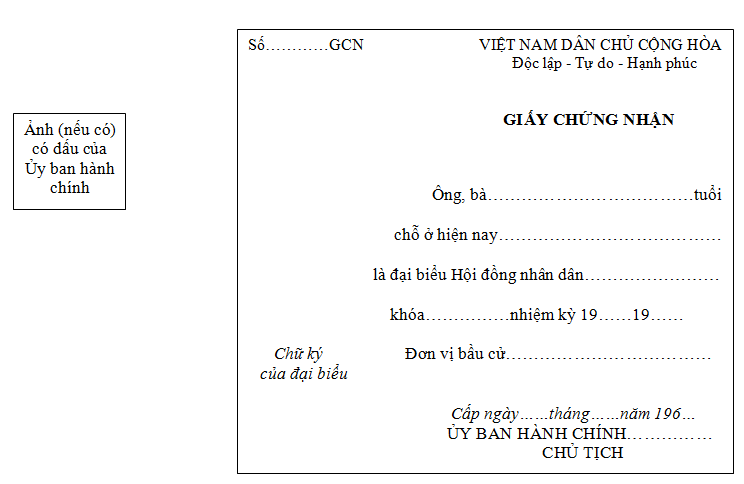 Số…………GCN
VIỆT NAM DÂN CHỦ CỘNG HÒA
Độc lập - Tự do - Hạnh phúc
GIẤY CHỨNG NHẬN
Ảnh (nếu có)
có dấu của
Ủy ban hành
chính
Ông, bà………………………………tuổi
chỗ ở hiện nay…………………………………
là đại biểu Hội đồng nhân dân……………………
khóa……………nhiệm kỳ 19……19……
Đơn vị bầu cử………………………………
Chữ ký
của đại biểu
Cấp ngày……tháng……năm 196…
ỦY BAN HÀNH CHÍNH……………
CHỦ TỊCH